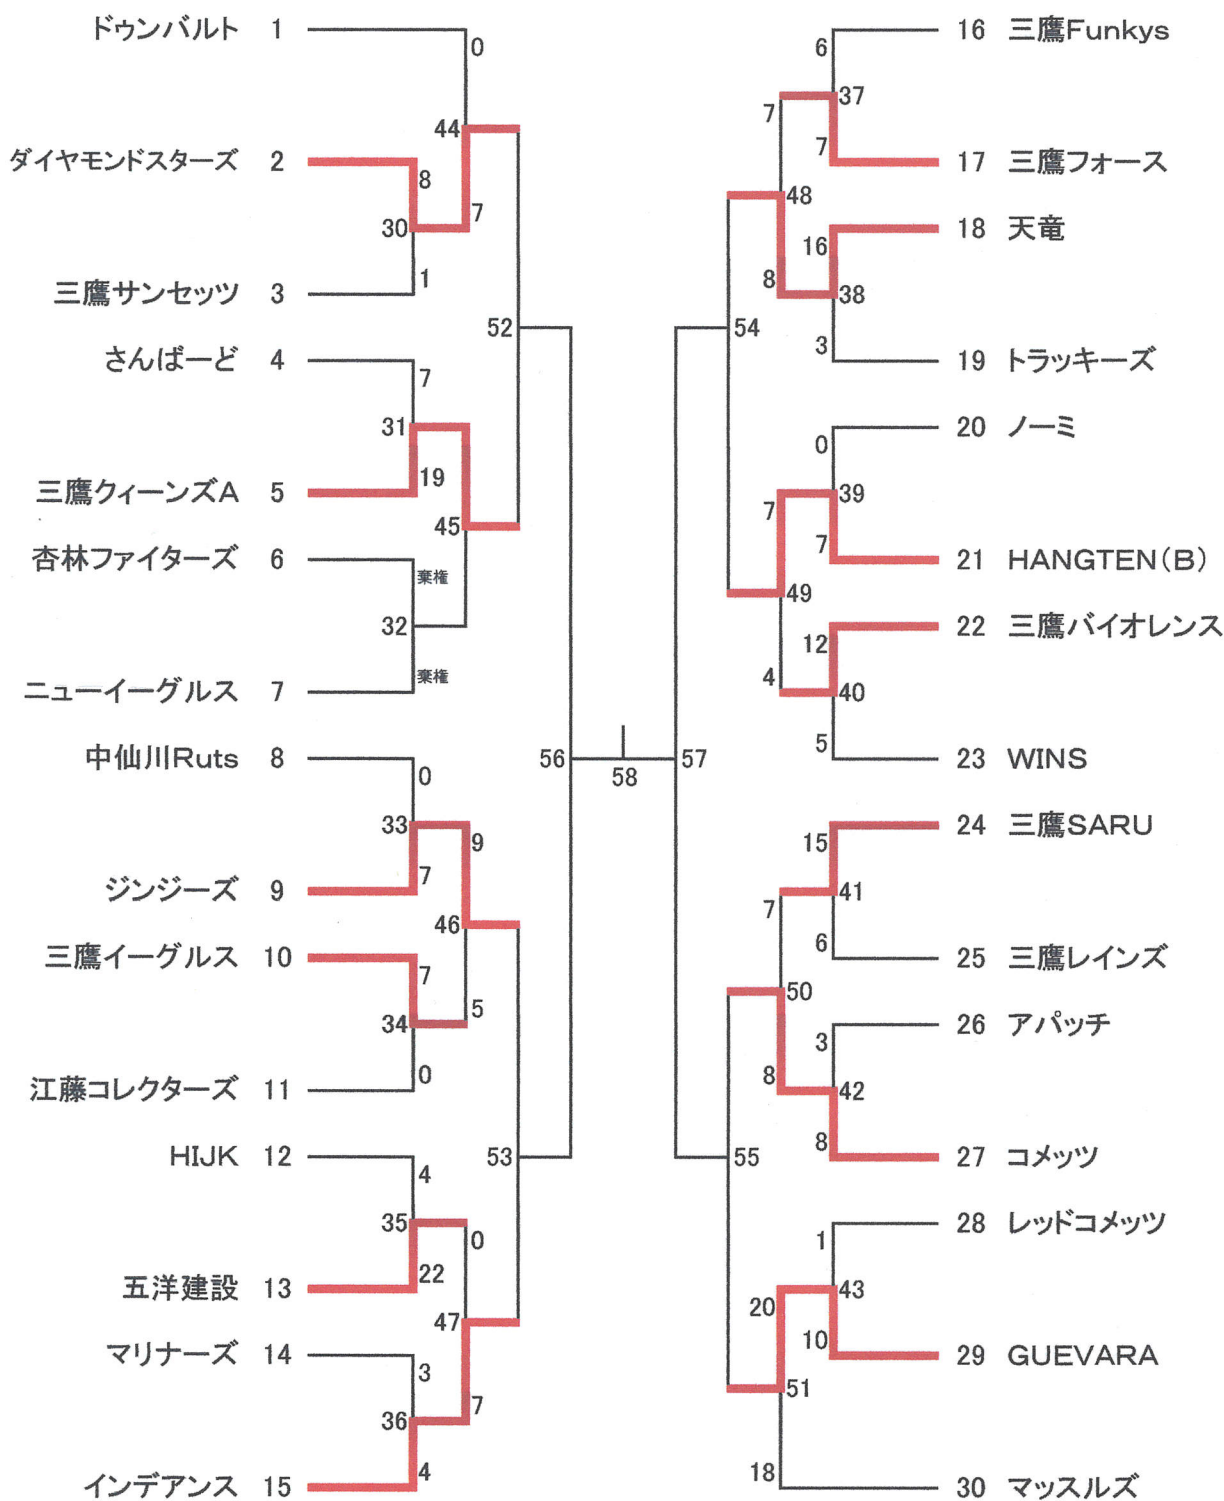 ドゥンバルト 1
0
44
ダイヤモンドスターズ 2
8
7
30
1
三鷹サンセッツ 3
52
さんばーど 4
7
31
19
三鷹クィーンズA 5
45
杏林ファイターズ 6
棄権
32
棄権
ニューイーグルス 7
中仙川Ruts 8
0
33
9
7
ジンジーズ 9
46
三鷹イーグルス 10
7
5
34
0
江藤コレクターズ 11
HIJK 12
4
53
35
0
22
五洋建設 13
47
マリナーズ 14
3
7
36
4
インデアンス 15
56
58
57
16 三鷹Funkys
6
37
7
7
17 三鷹フォース
48
18 天竜
16
8
38
3
54
19 トラッキーズ
20 ノーミ
0
39
7
7
21 HANGTEN(B)
49
22 三鷹バイオレンス
12
4
40
5
23 WINS
24 三鷹SARU
15
41
7
6
25 三鷹レインズ
50
26 アパッチ
3
8
42
8
55
27 コメッツ
28 レッドコメッツ
1
43
20
10
29 GUEVARA
51
18
30 マッスルズ